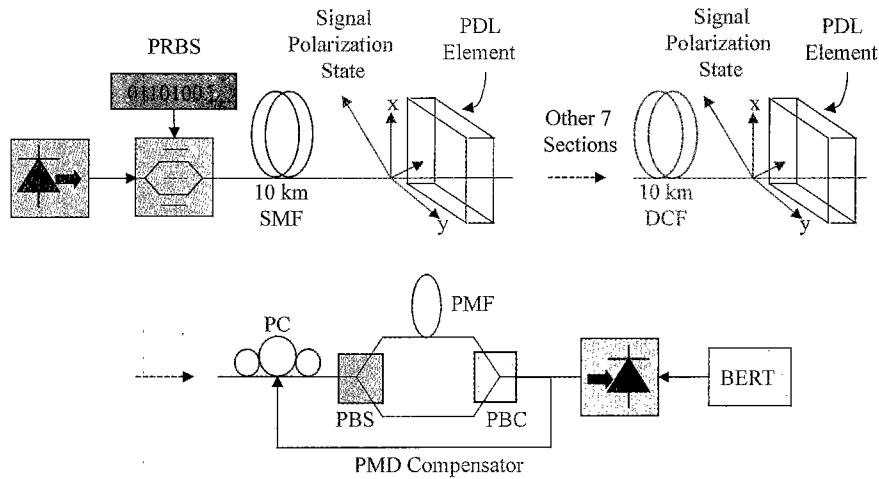 PRBS
01101001
Signal
Polarization
State
PDL
Element
x
y
10 km
SMF
Other 7
Sections
Signal
Polarization
State
PDL
Element
x
y
10 km
DCF
PC
PMF
PBS
PBC
BERT
PMD Compensator